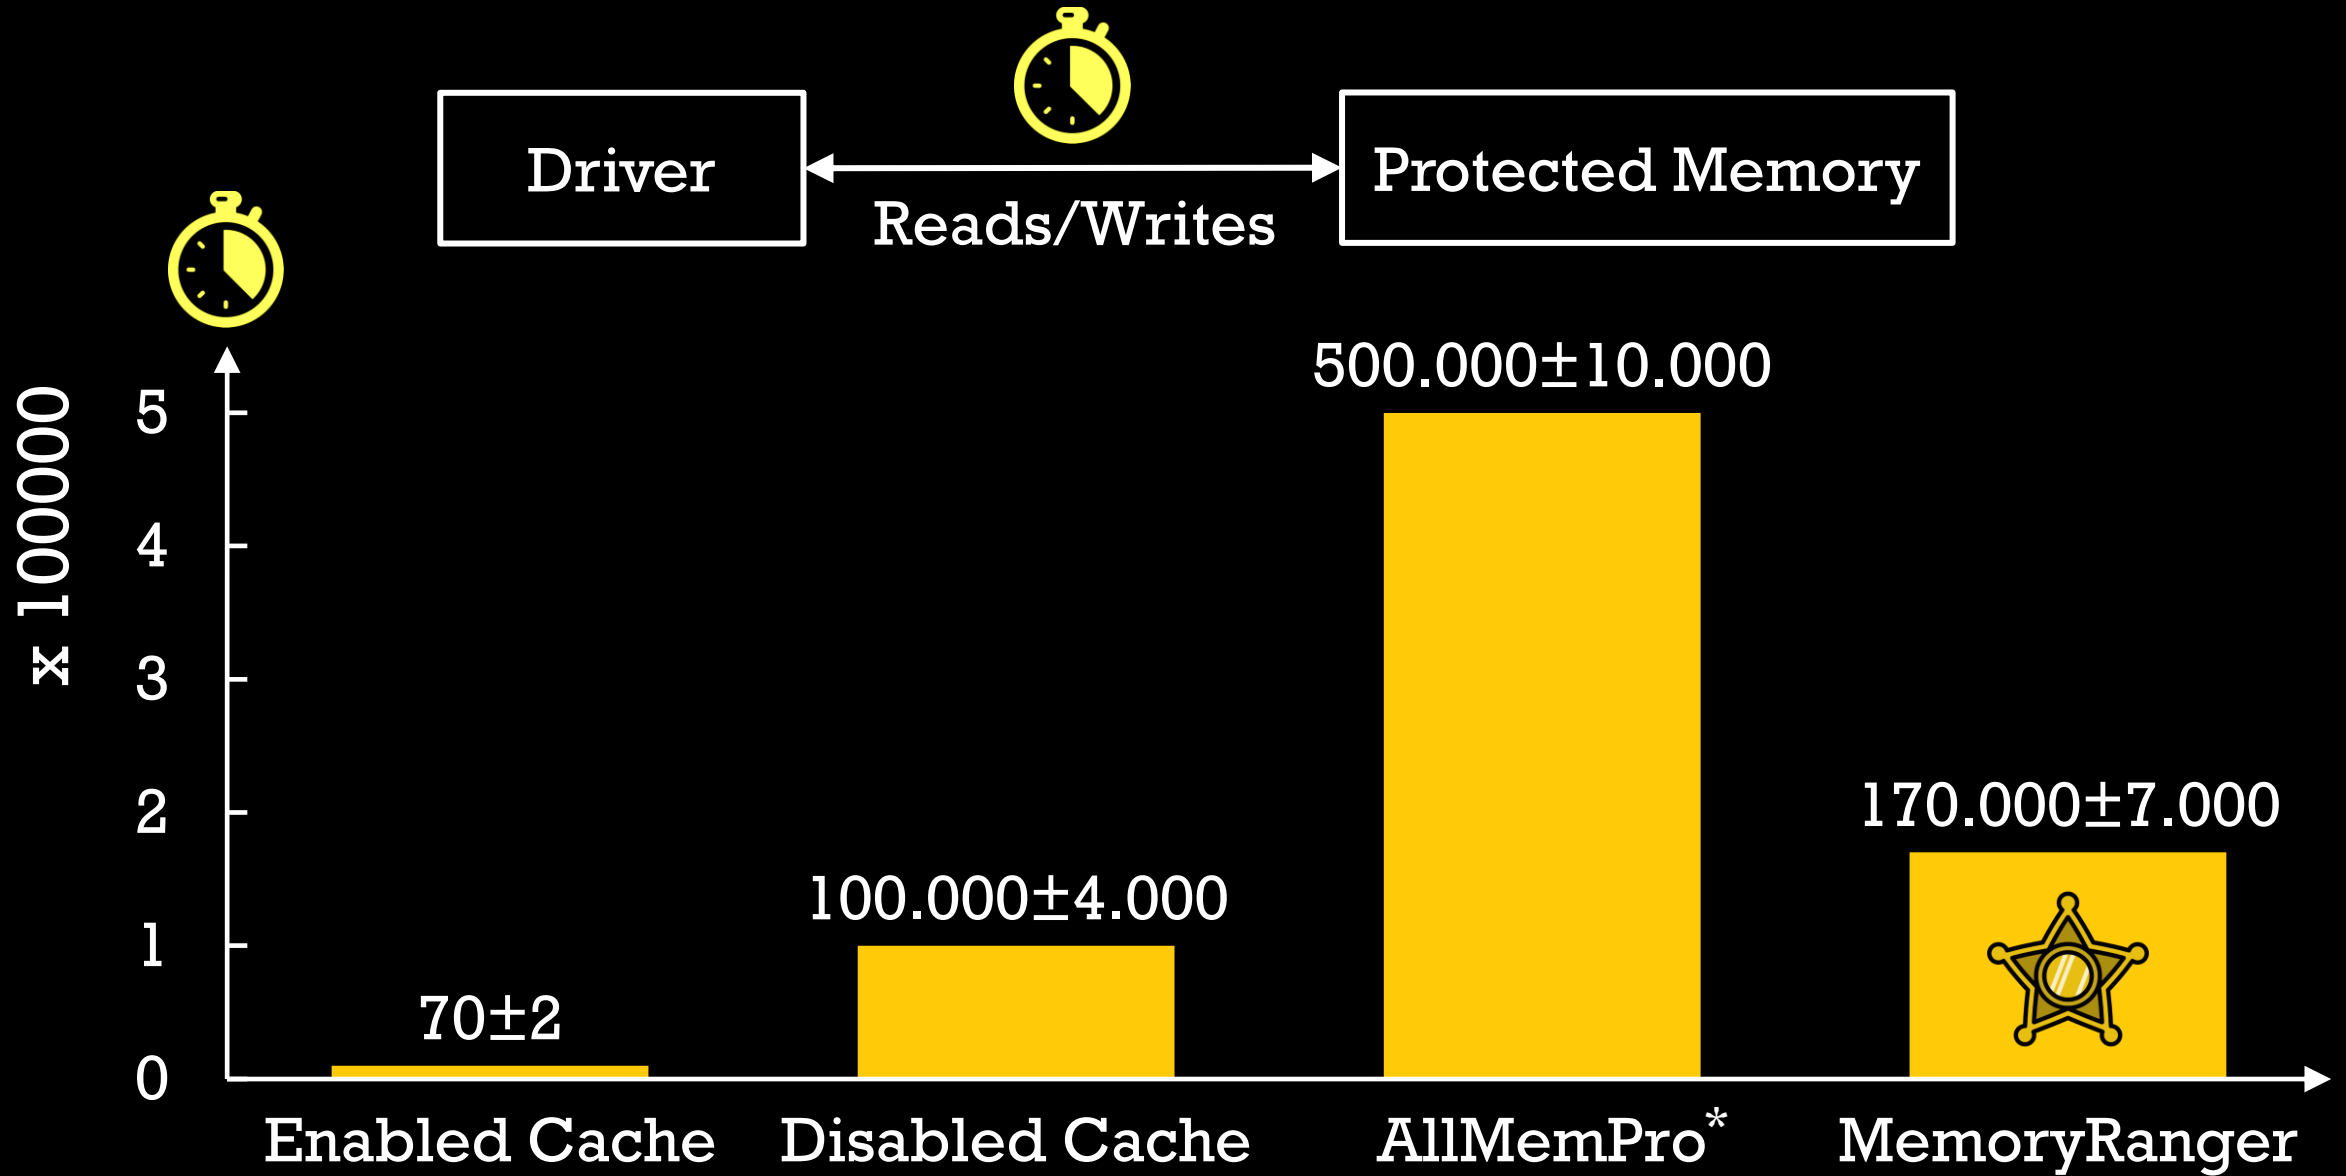 Driver
Reads/Writes
Protected Memory
x 100000
5
4
3
2
1
0
70±2
100.000±4.000
500.000±10.000
170.000±7.000
Enabled Cache
Disabled Cache
AllMemPro*
MemoryRanger